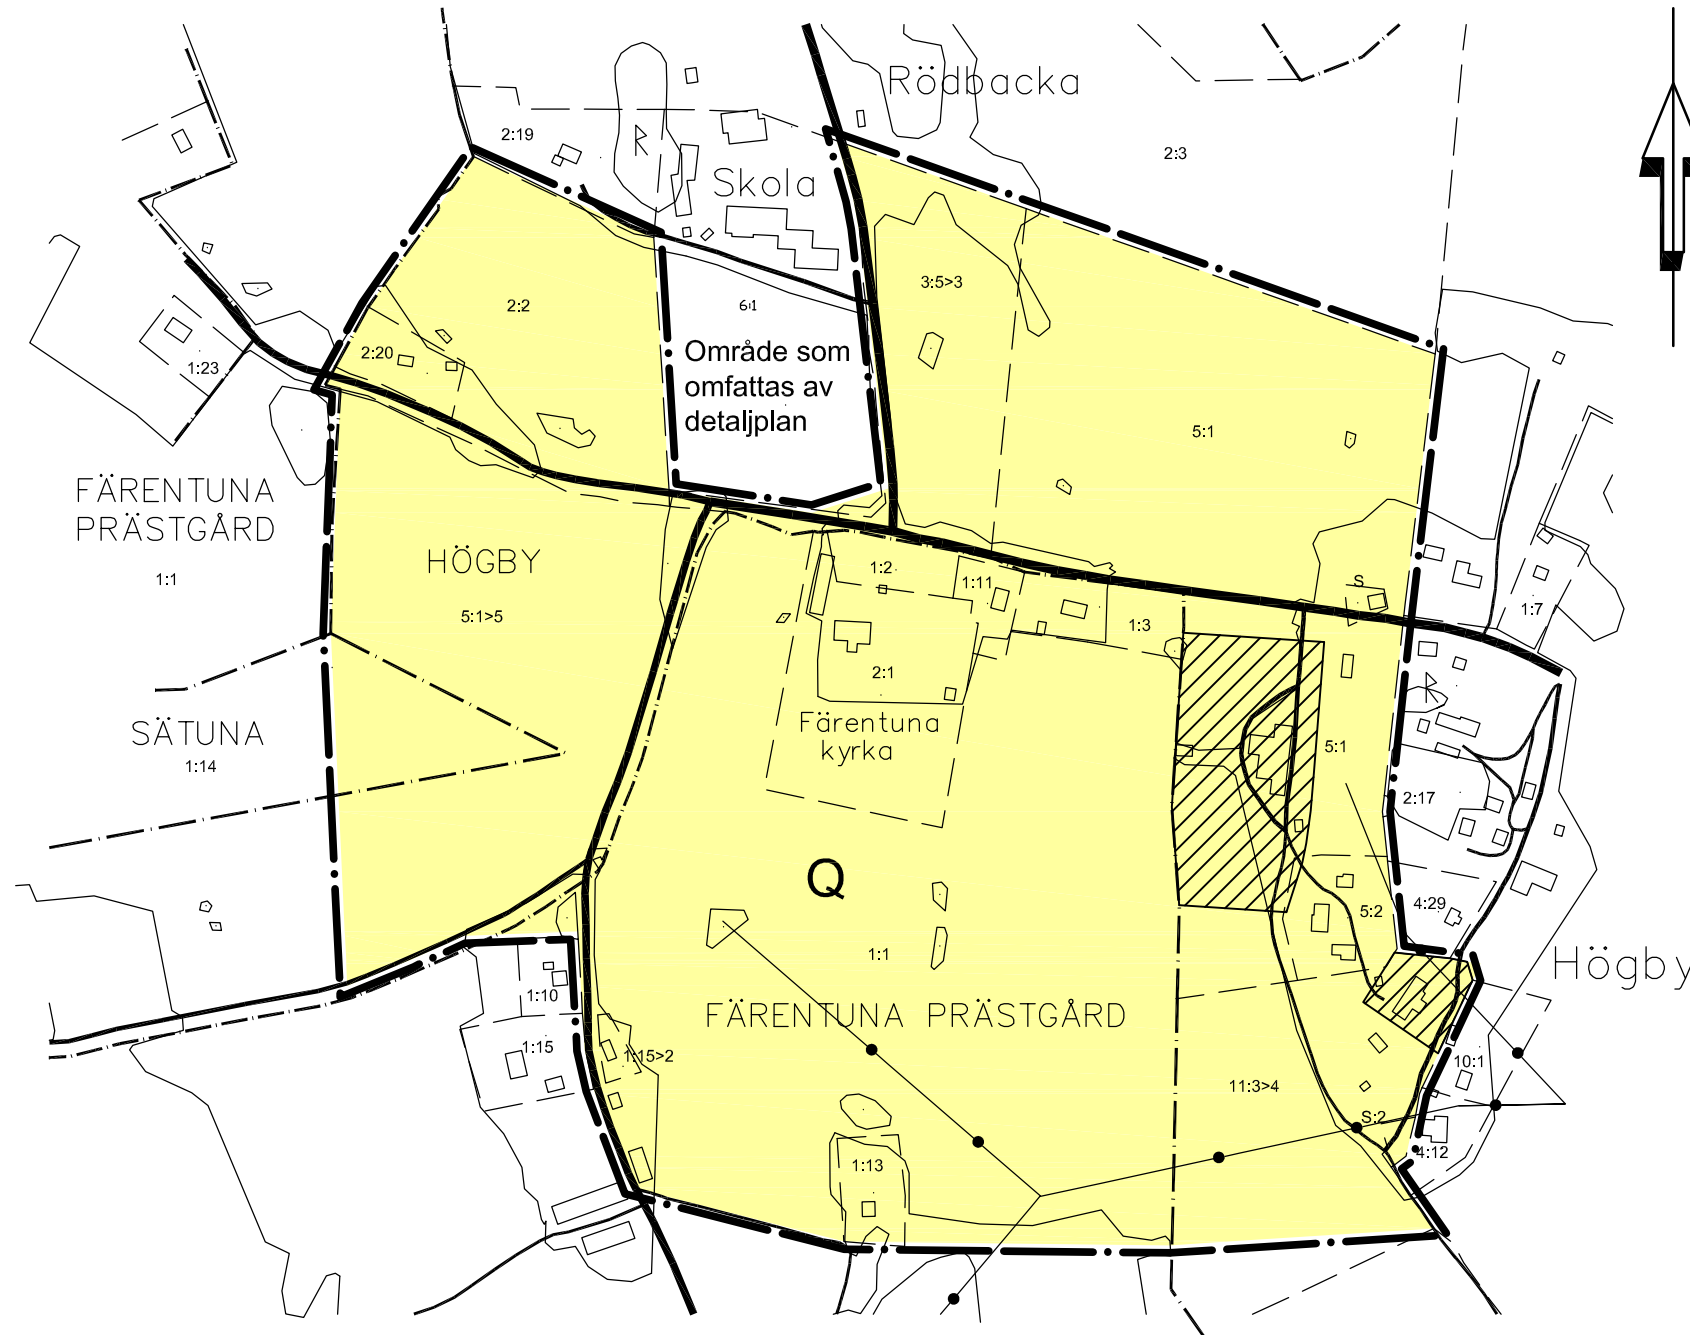 Rödbacka
2:19
R
2:3
Skola
3:5>3
2:2
6:1
Område som
omfattas av
detaljplan
2:20
1:23
5:1
FÄRENTUNA
PRÄSTGÅRD
1:1
HÖGBY
5:1>5
1:2
1:11
S
1:7
1:3
2:1
R
Färentuna
kyrka
SÄTUNA
1:14
5:1
2:17
Q
4:29
5:2
1:1
Högby
1:10
FÄRENTUNA PRÄSTGÅRD
1:15
1:15>2
10:1
11:3>4
S:2
4:12
1:13